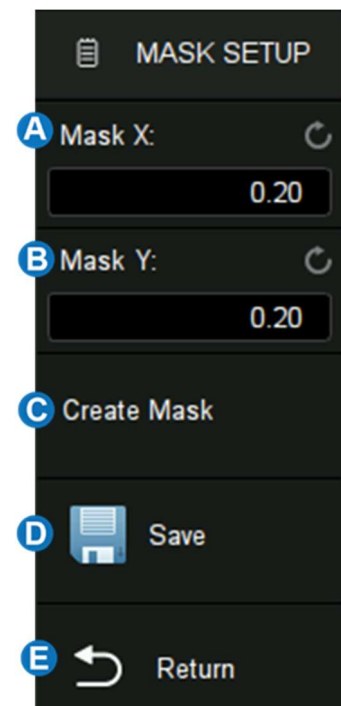 MASK SETUP
A Mask X:
0.20
B Mask Y:
0.20
C Create Mask
D Save
E Return